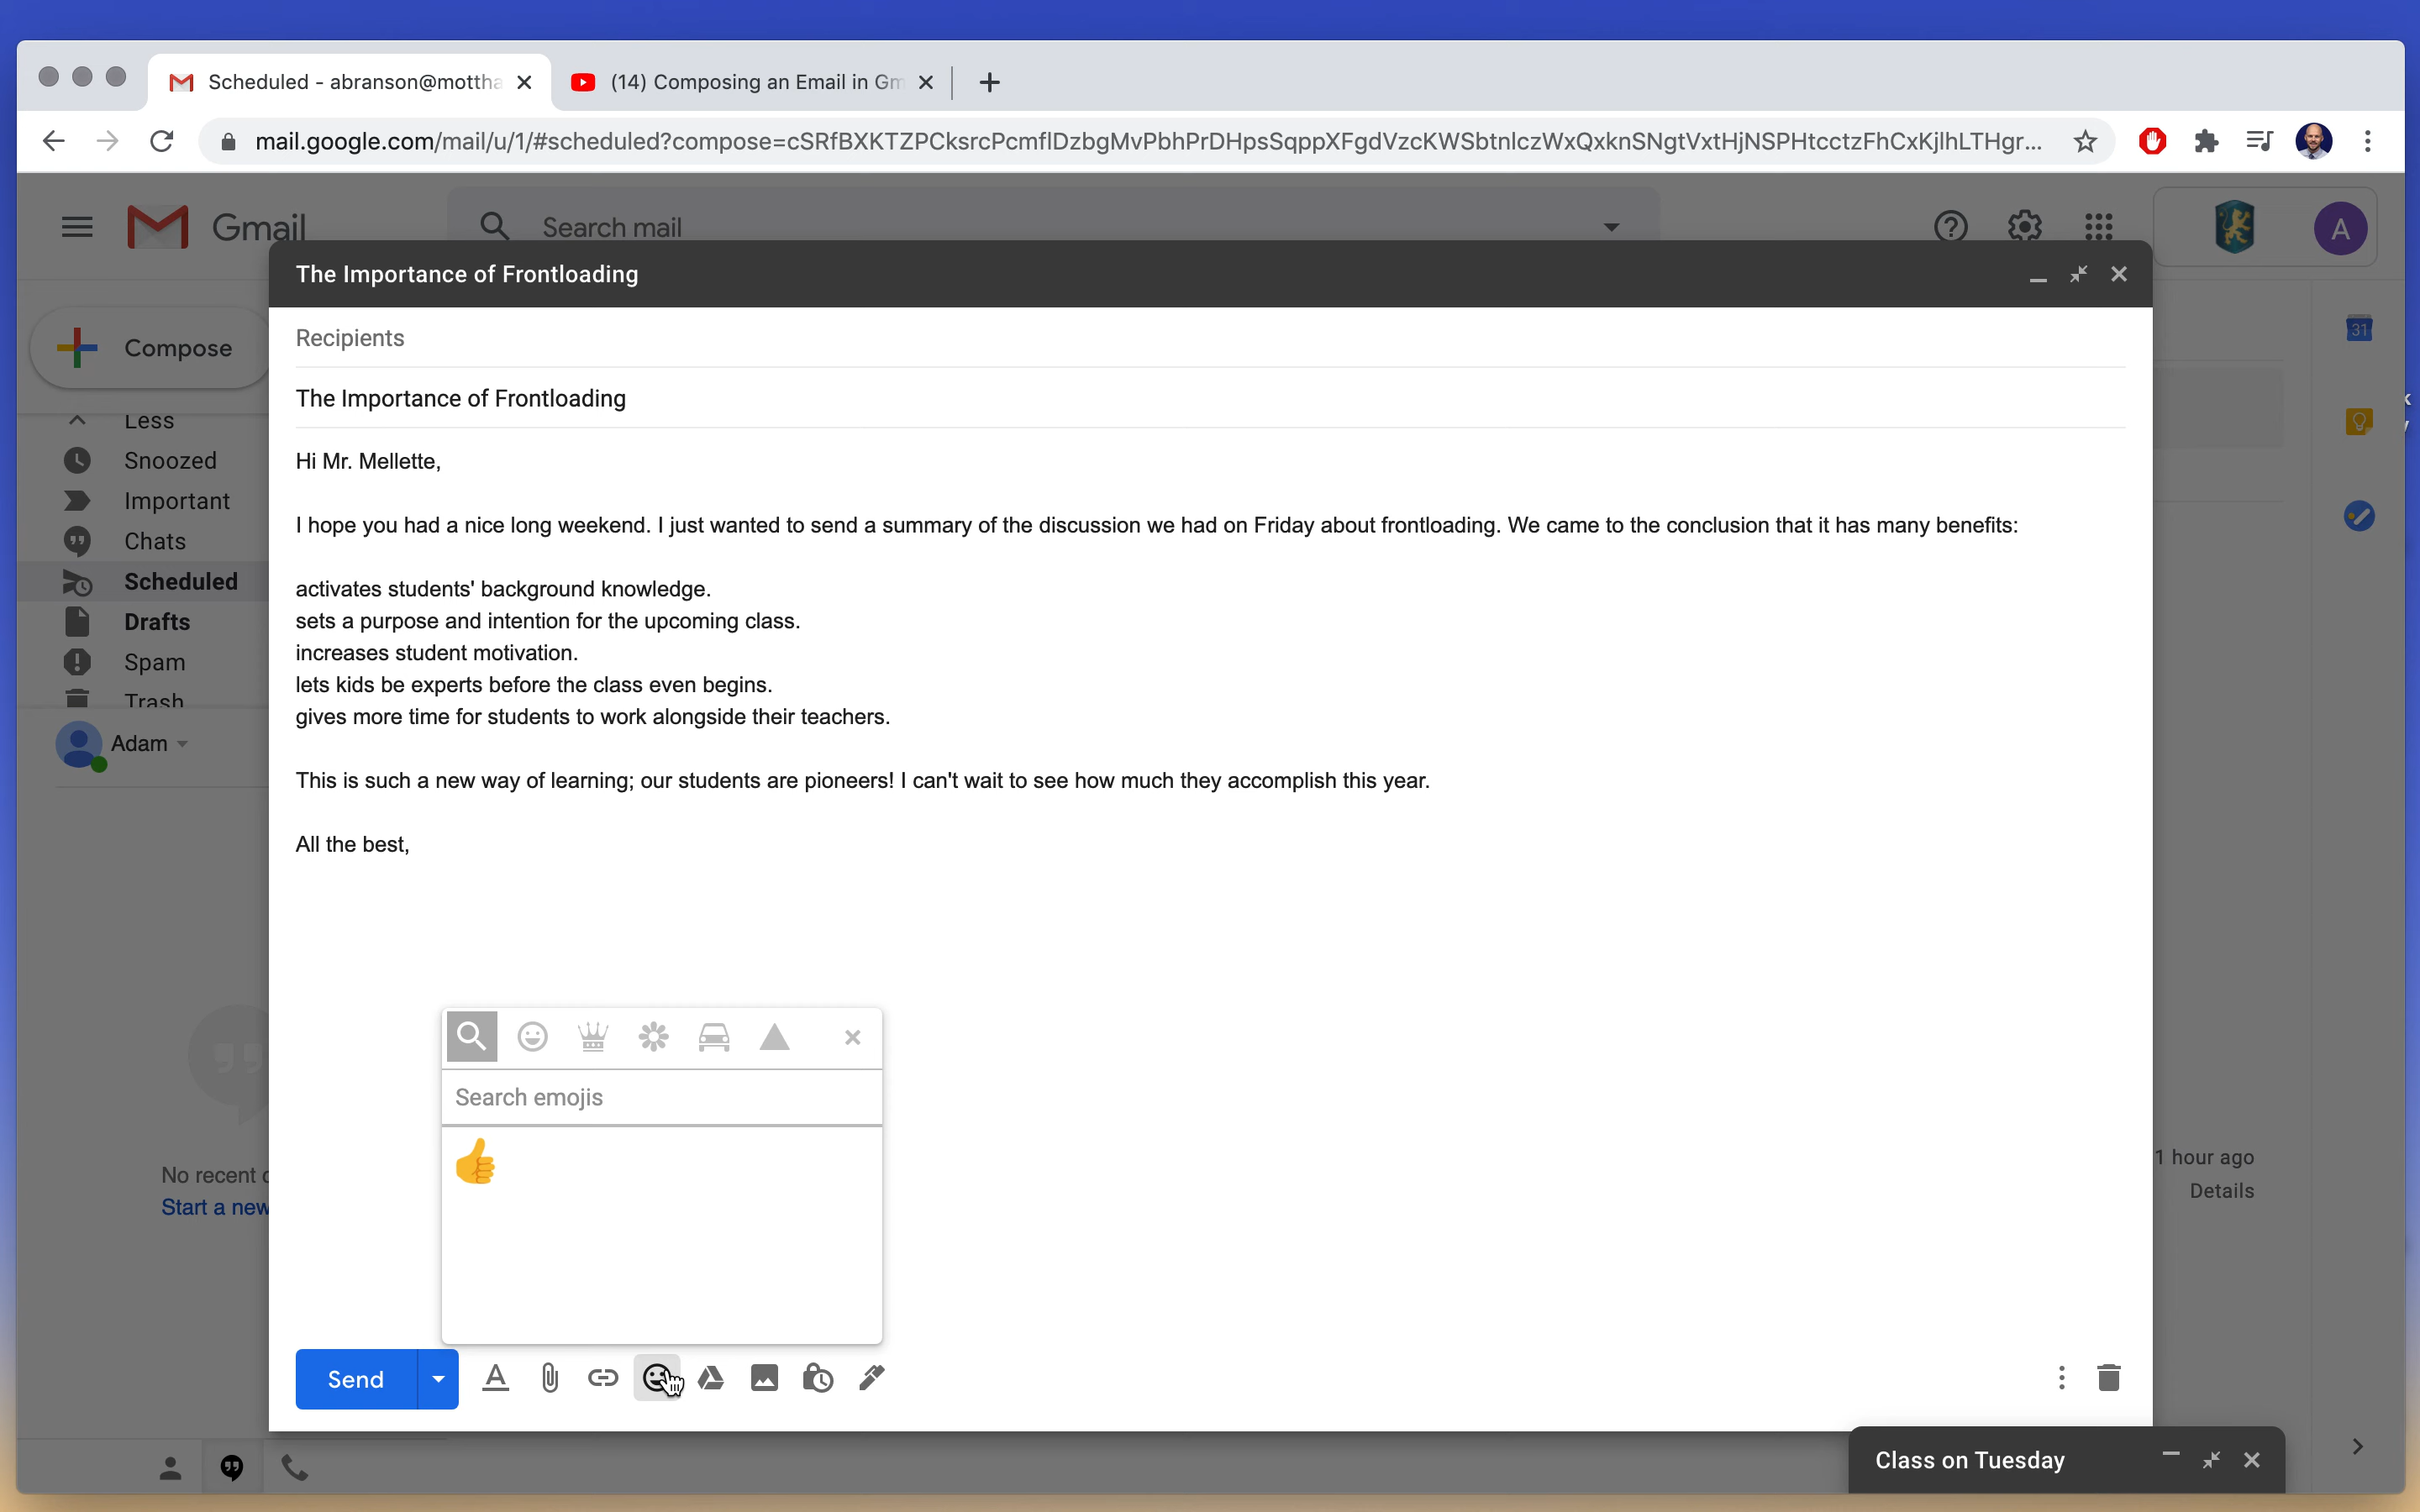 Scheduled - abranson@mottha
(14) Composing an Email in Gm
mail.google.com/mail/u/1/#scheduled?compose=cSRfBXKTZPCksrcPcmflDzbgMvPbhPrDHpsSqppXFgdVzcKWSbtnlczWxQxknSNgtVxtHjNSPHtcctzFhCxKjlhLTHgr...
Gmail
Search mail
A
The Importance of Frontloading
Compose
Recipients
31
The Importance of Frontloading
Less
Snoozed
Hi Mr. Mellette,
Important
I hope you had a nice long weekend. I just wanted to send a summary of the discussion we had on Friday about frontloading. We came to the conclusion that it has many benefits:
Chats
Scheduled
activates students' background knowledge.
Drafts
sets a purpose and intention for the upcoming class.
increases student motivation.
Spam
lets kids be experts before the class even begins.
Trash
gives more time for students to work alongside their teachers.
Adam
This is such a new way of learning; our students are pioneers! I can't wait to see how much they accomplish this year.
All the best,
Search emojis
No recent
Start a new
1 hour ago
Details
Send
Class on Tuesday